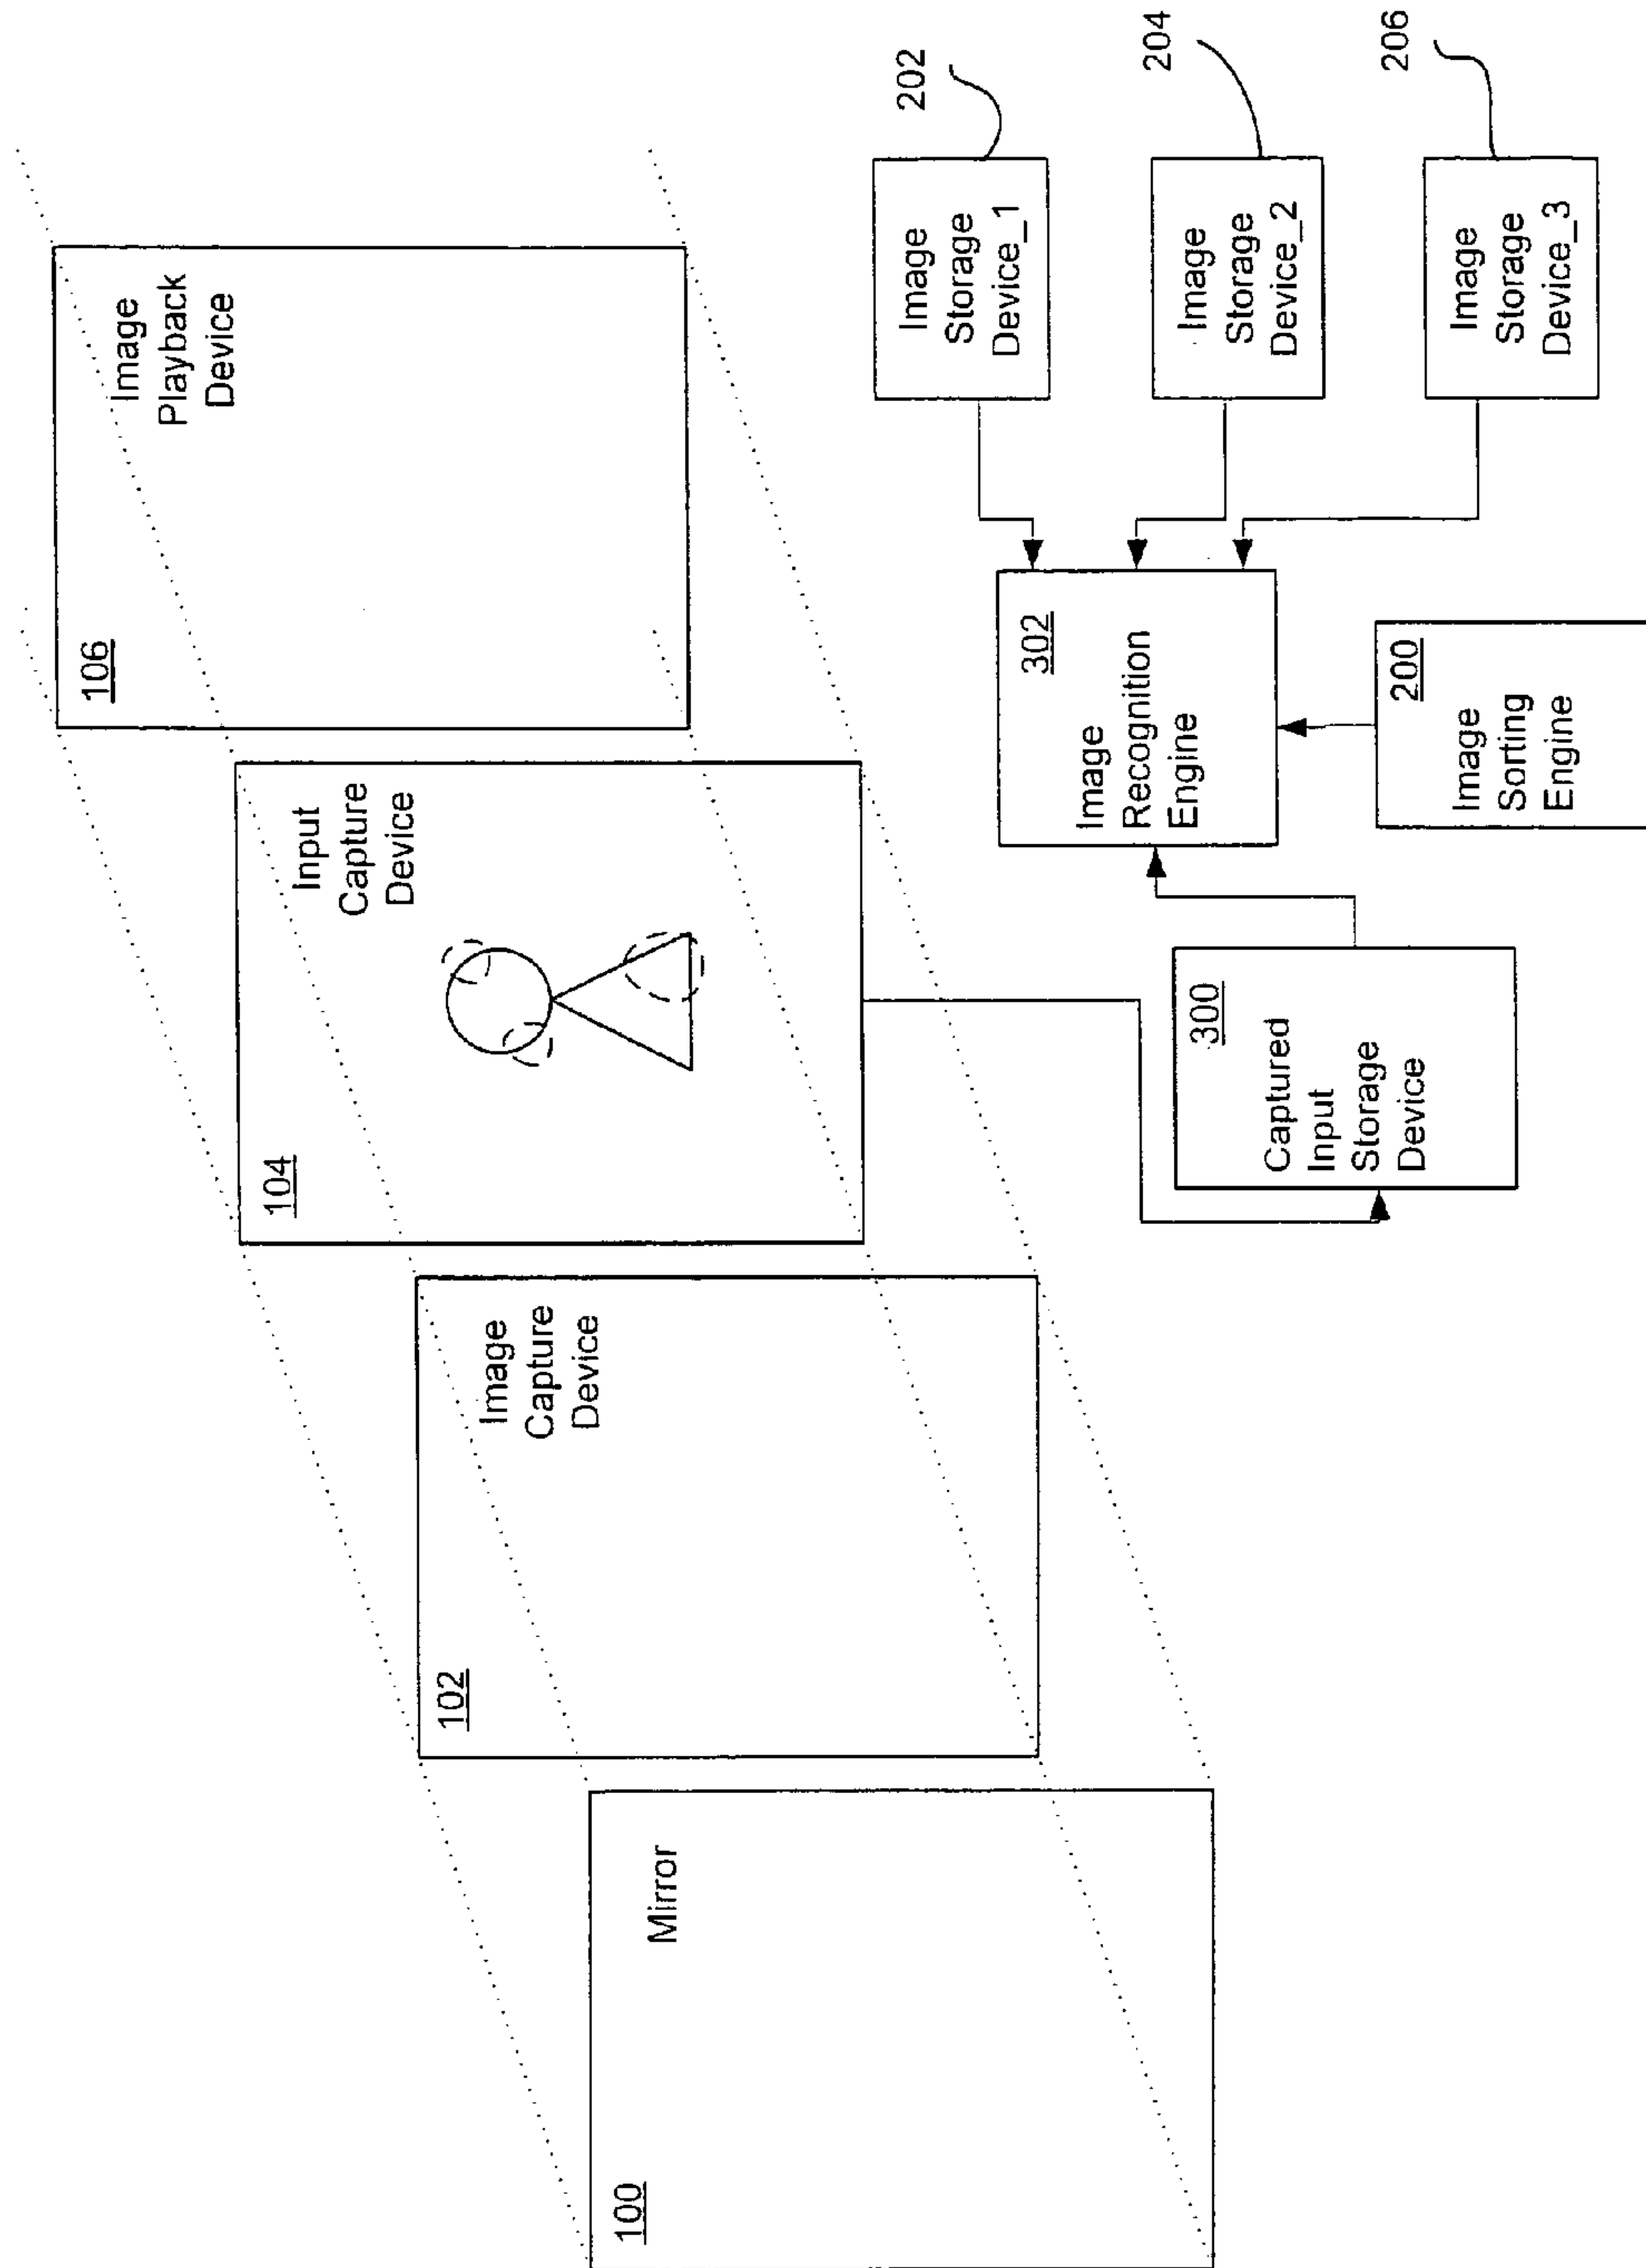 100
Mirror
102
Image
Capture
Device
104
Input
Capture
Device
106
Image
Playback
Device
300
Captured
Input
Storage
Device
302
Image
Recognition
Engine
200
Image
Sorting
Engine
Image
Storage
Device_1
202
Image
Storage
Device_2
204
Image
Storage
Device_3
206